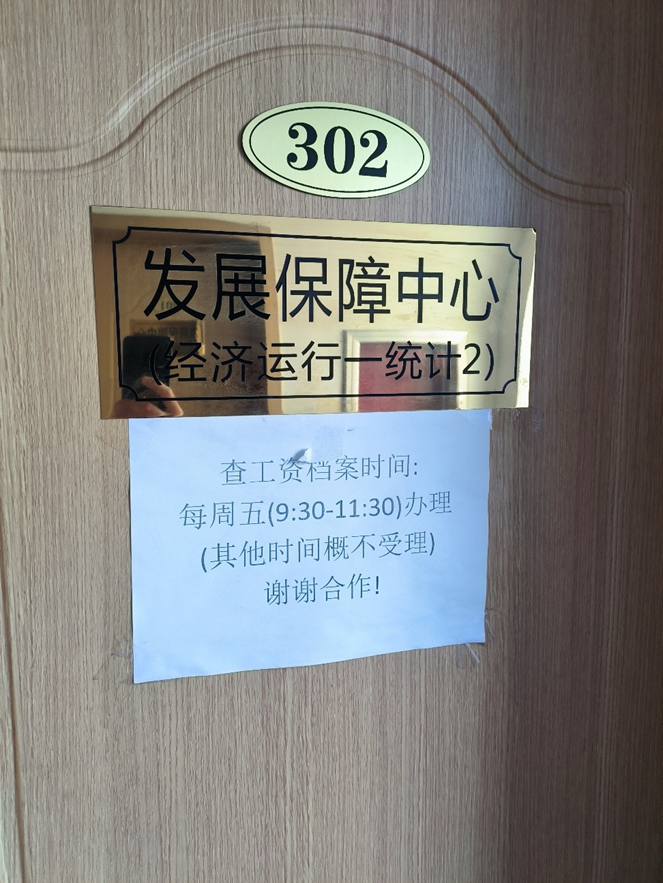 302
发展保障中心
(经济运行一统计2)
查工资档案时间:
每周五(9:30-11:30)办理
(其他时间概不受理)
谢谢合作!